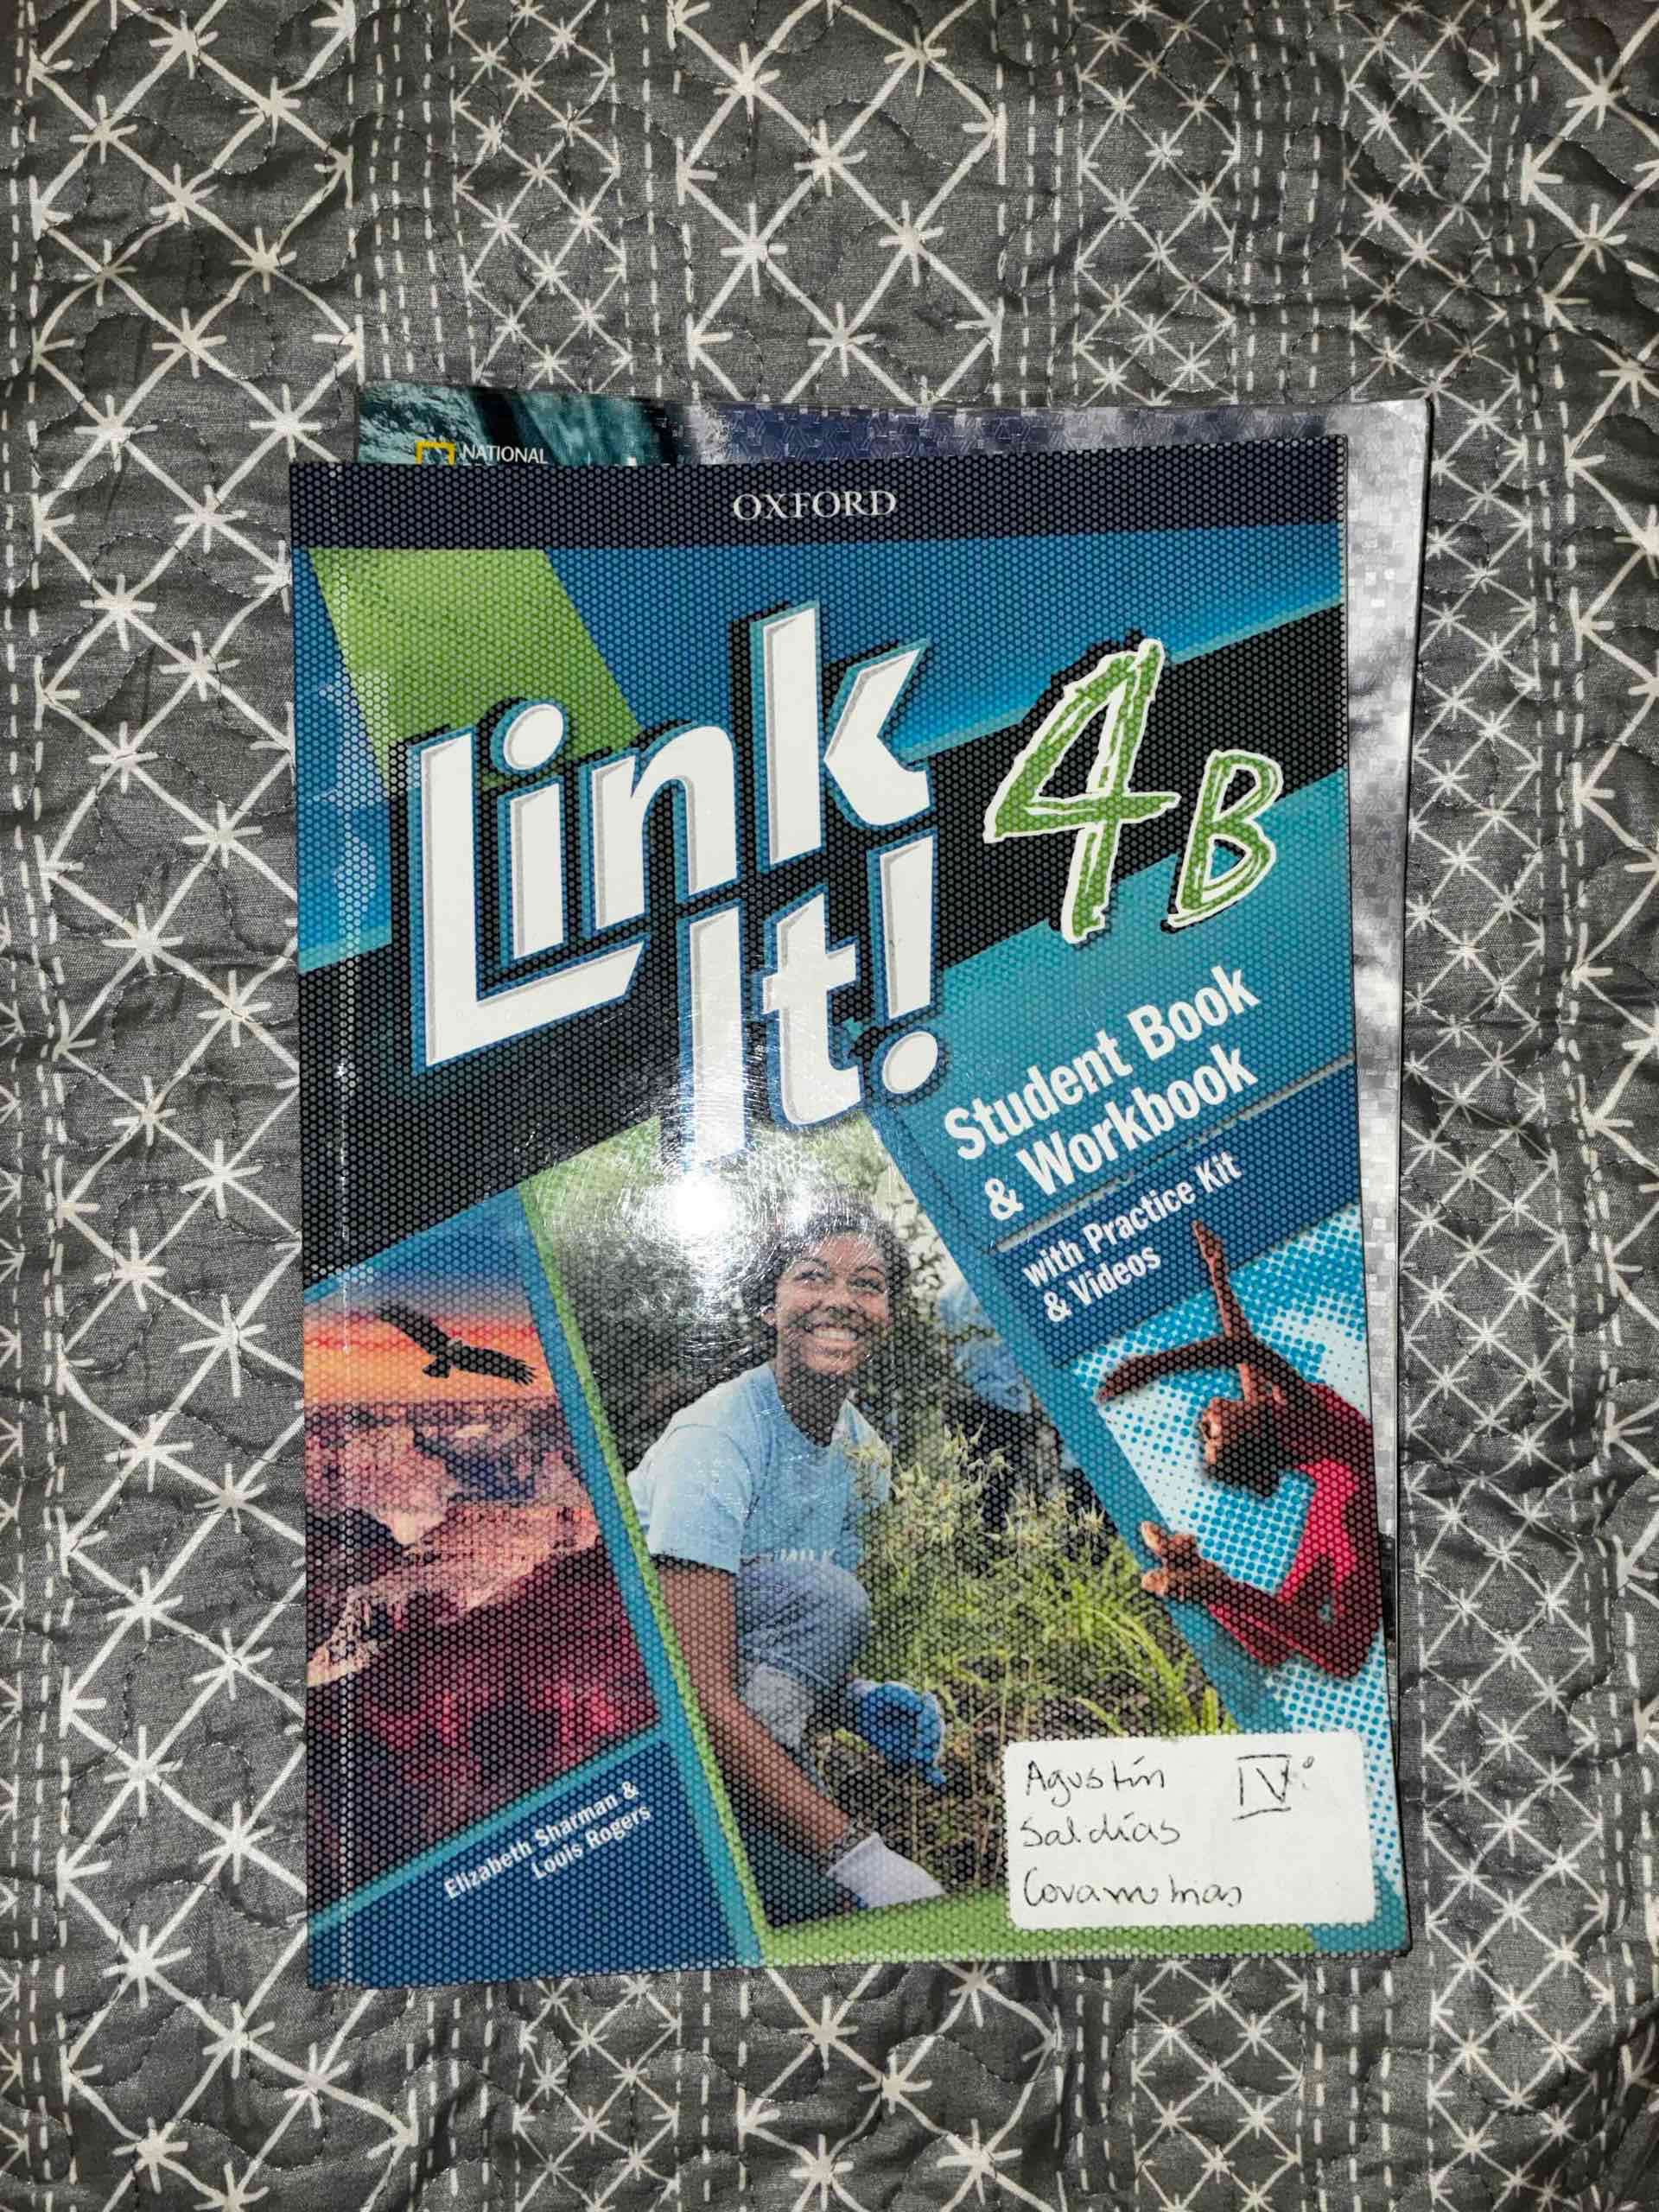 NATIONAL
OXFORD
Link
It!
4B
Student Book
& Workbook
with Practice Kit
& Videos
Elizabeth Sharman &
Louis Rogers
Agustín IV°
Saldías
Covarrubias